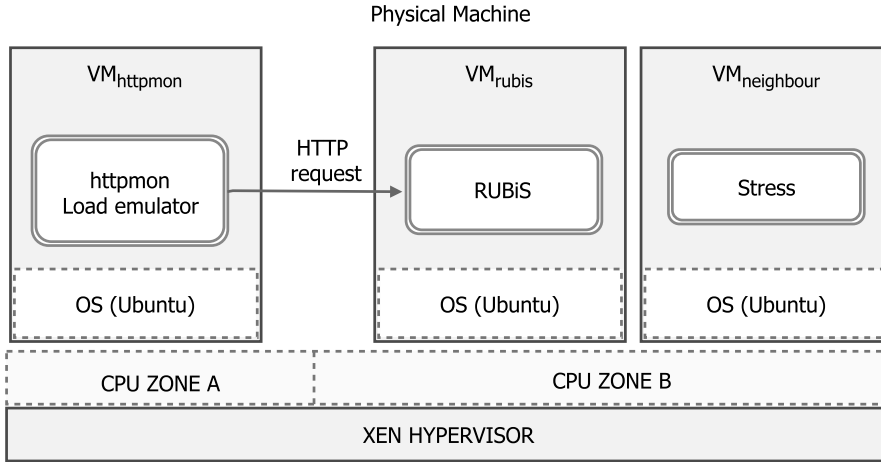 Physical Machine
VMhttpmon
VMrubis
VMneighbour
HTTP
request
httpmon
Load emulator
RUBiS
Stress
OS (Ubuntu)
OS (Ubuntu)
OS (Ubuntu)
CPU ZONE A
CPU ZONE B
XEN HYPERVISOR